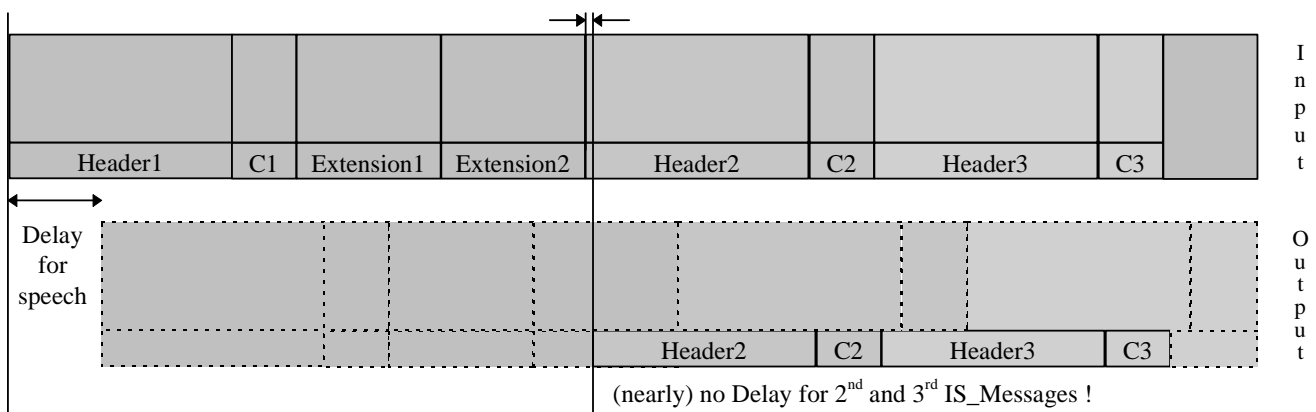 Input
Header1 C1 Extension1 Extension2 Header2 C2 Header3 C3
Delay
for
speech
Output
Header2 C2 Header3 C3
(nearly) no Delay for 2nd and 3rd IS_Messages !